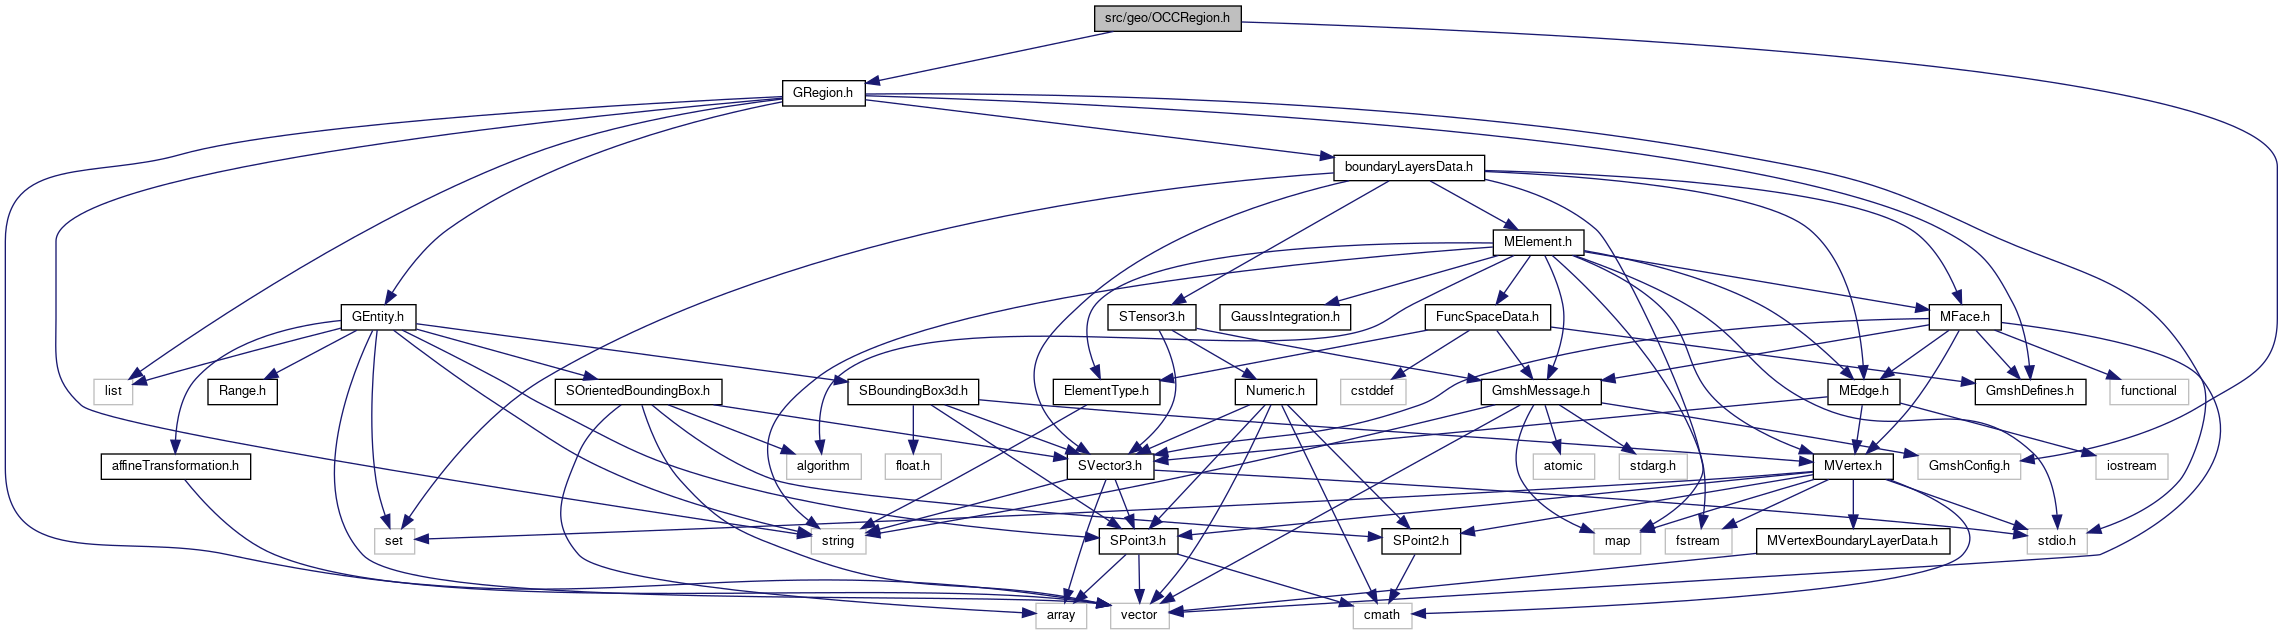 src/geo/OCCRegion.h
GRegion.h
boundaryLayersData.h
MElement.h
GEntity.h
STensor3.h
GaussIntegration.h
FuncSpaceData.h
MFace.h
list
Range.h
SOrientedBoundingBox.h
SBoundingBox3d.h
ElementType.h
Numeric.h
cstddef
GmshMessage.h
MEdge.h
GmshDefines.h
functional
affineTransformation.h
algorithm
float.h
SVector3.h
atomic
stdarg.h
MVertex.h
GmshConfig.h
iostream
set
string
SPoint3.h
SPoint2.h
map
fstream
MVertexBoundaryLayerData.h
stdio.h
array
vector
cmath